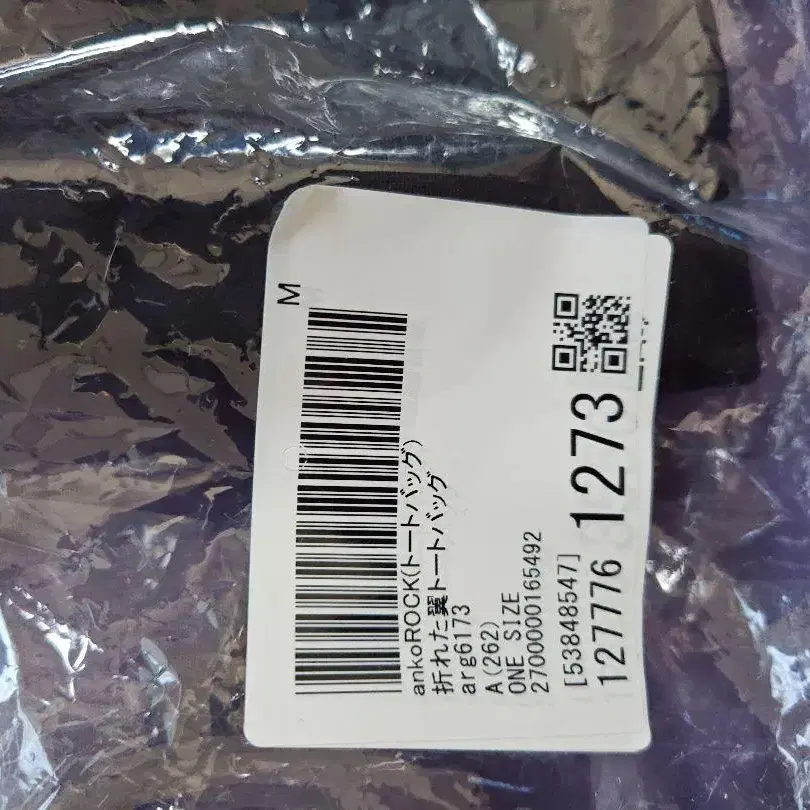 M
ankoROCK(トートバッグ)
折れた翼トートバッグ
arg6173
A(262)
ONE SIZE
2700000165492
[53848547]
127776 1273